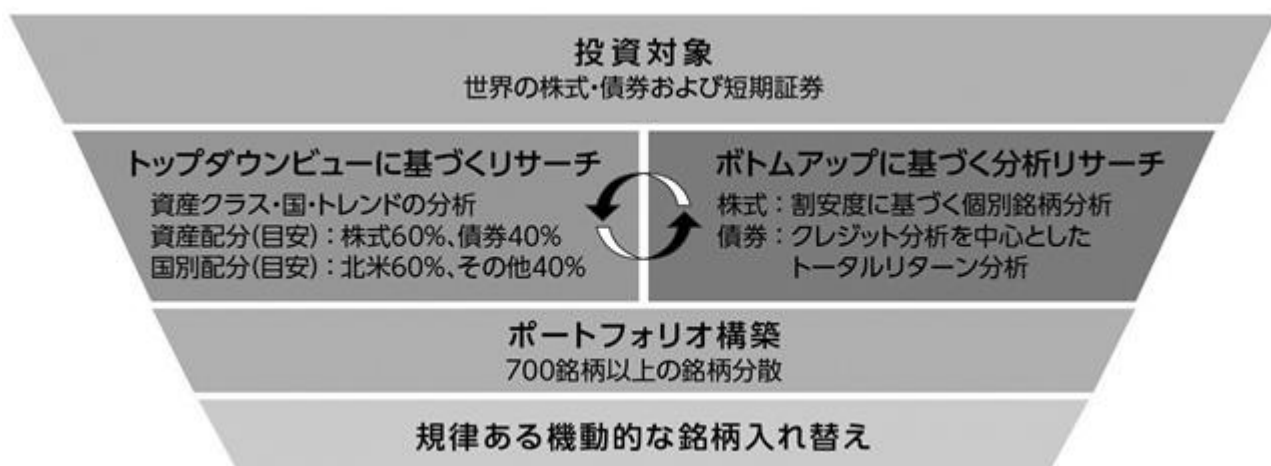 投資対象
世界の株式・債券および短期証券
トップダウンビューに基づくリサーチ
資産クラス・国・トレンドの分析
資産配分(目安):株式60%、債券40%
国別配分(目安):北米60%、その他40%
ボトムアップに基づく分析リサーチ
株式:割安度に基づく個別銘柄分析
債券:クレジット分析を中心とした
トータルリターン分析
ポートフォリオ構築
700銘柄以上の銘柄分散
規律ある機動的な銘柄入れ替え